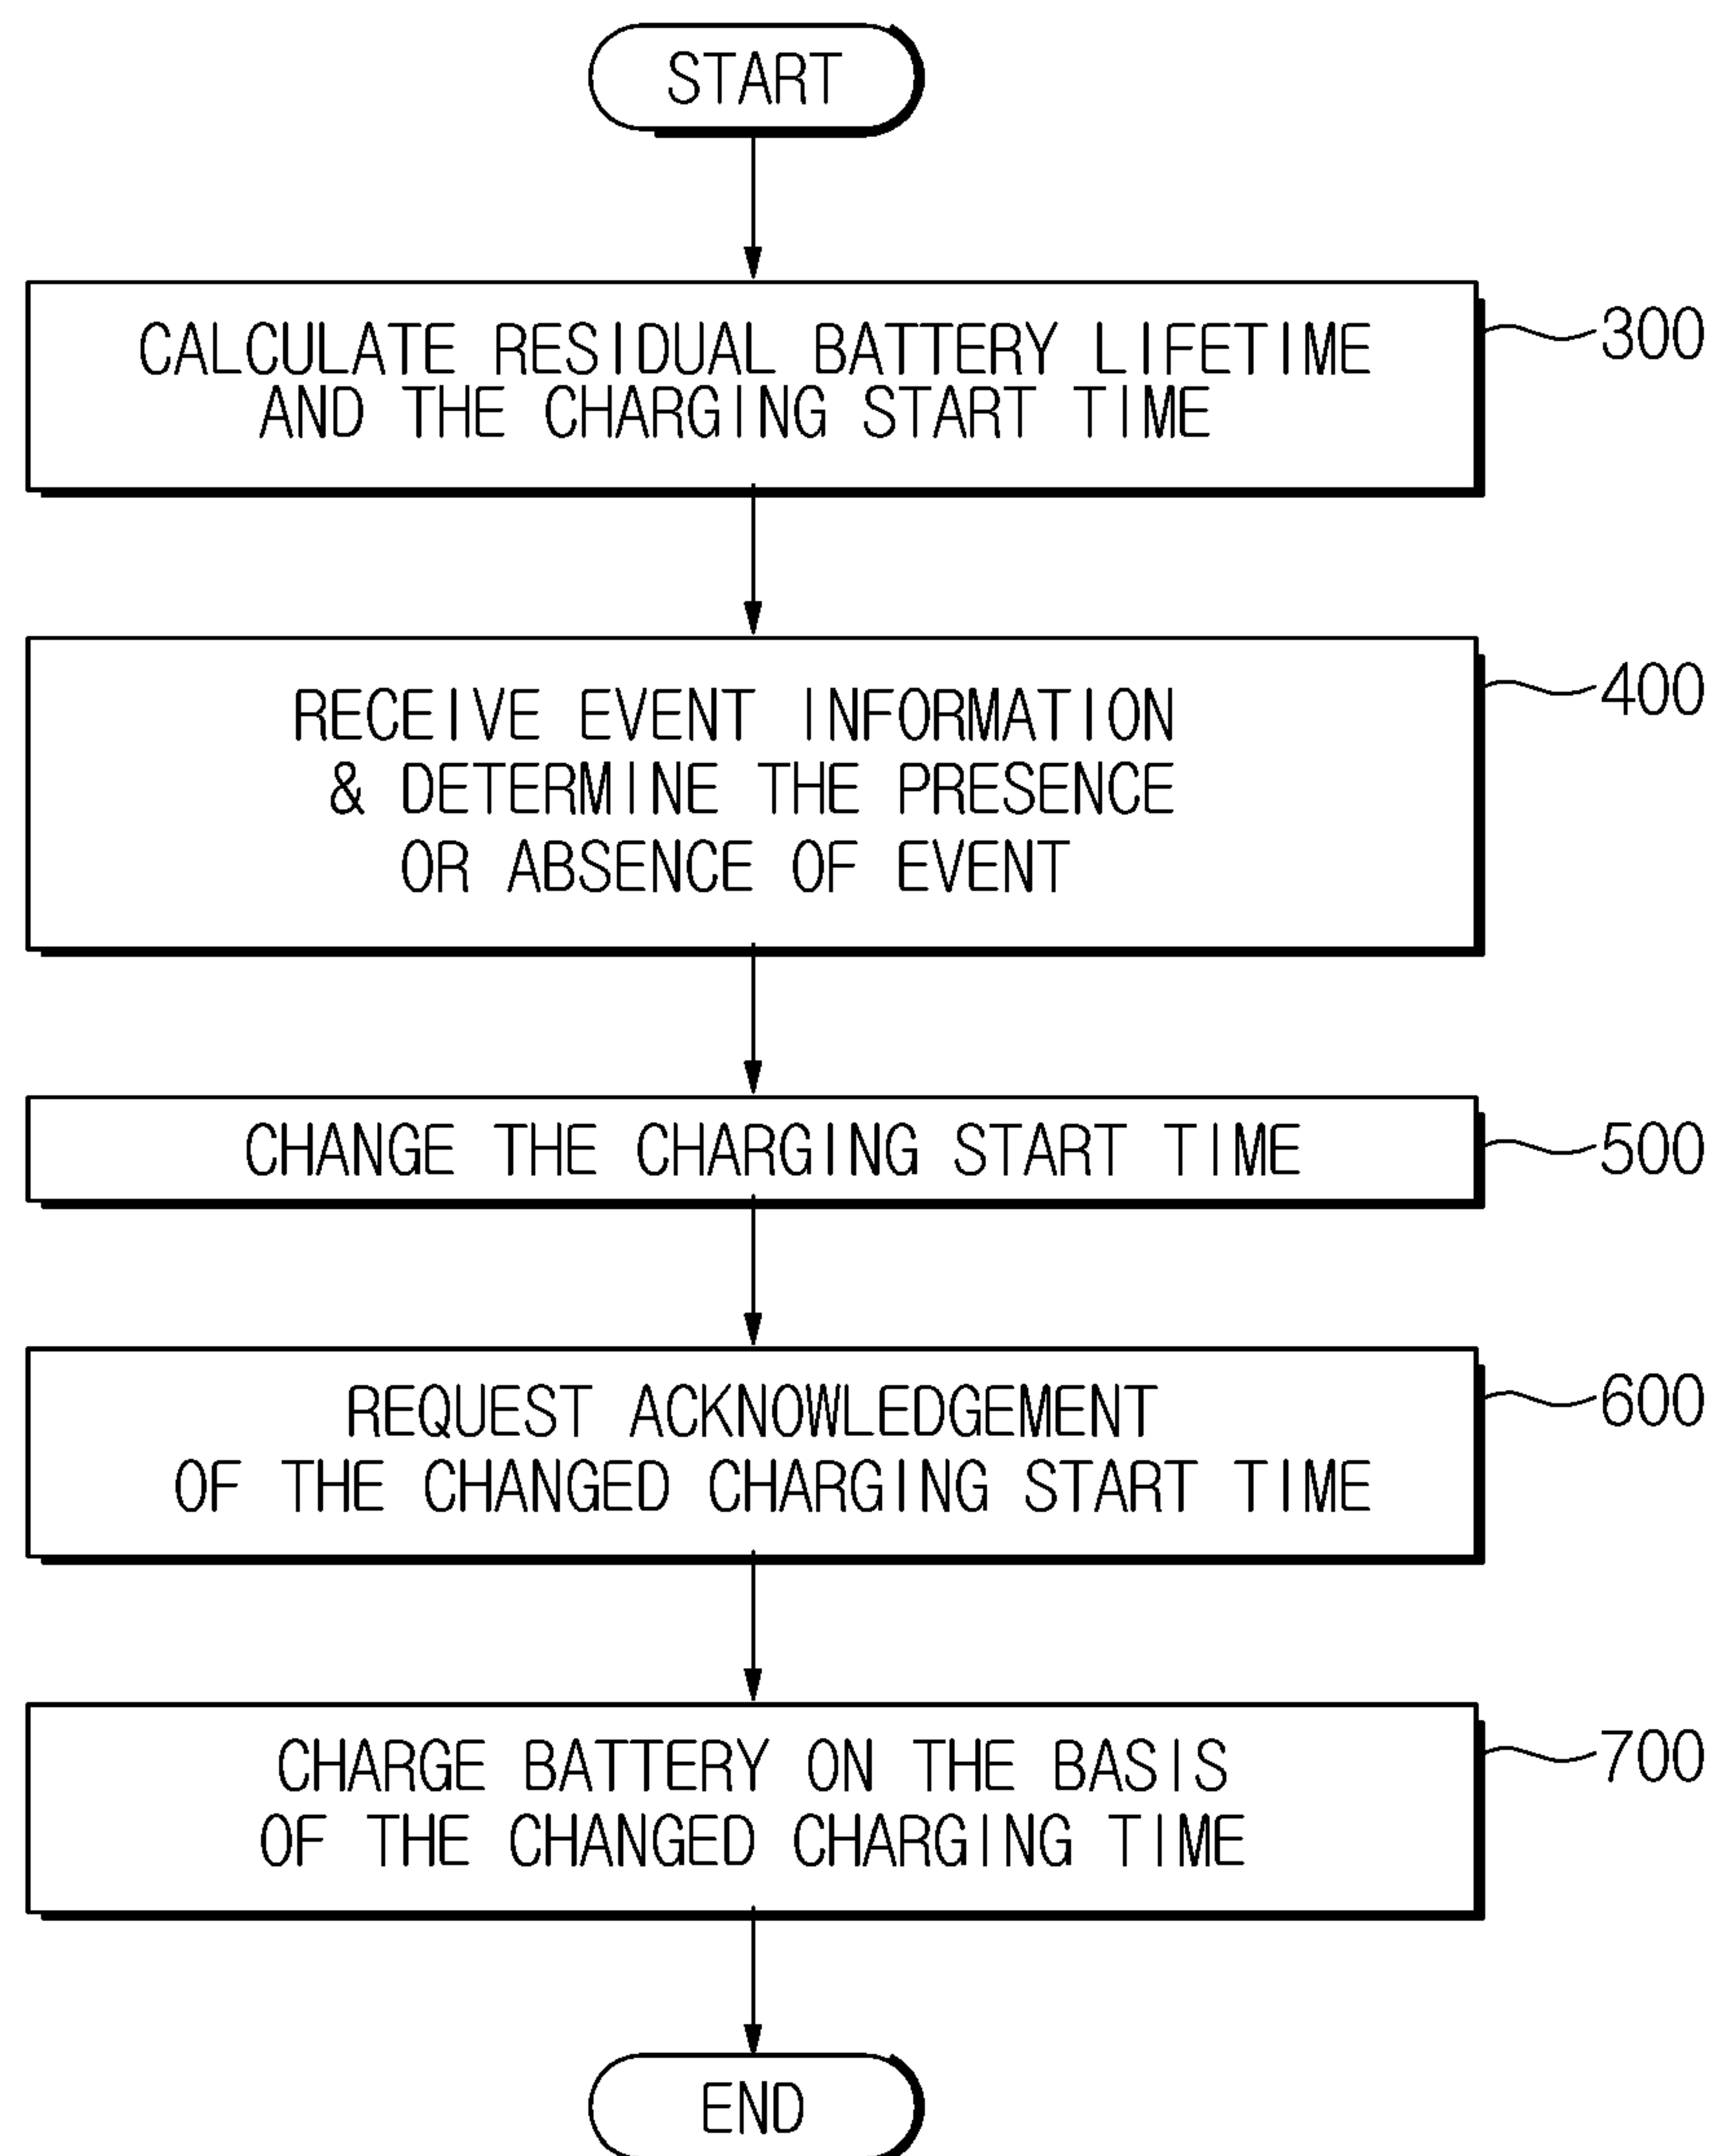 START
CALCULATE RESIDUAL BATTERY LIFETIME
AND THE CHARGING START TIME
300
RECEIVE EVENT INFORMATION
& DETERMINE THE PRESENCE
OR ABSENCE OF EVENT
400
CHANGE THE CHARGING START TIME
500
REQUEST ACKNOWLEDGEMENT
OF THE CHANGED CHARGING START TIME
600
CHARGE BATTERY ON THE BASIS
OF THE CHANGED CHARGING TIME
700
END